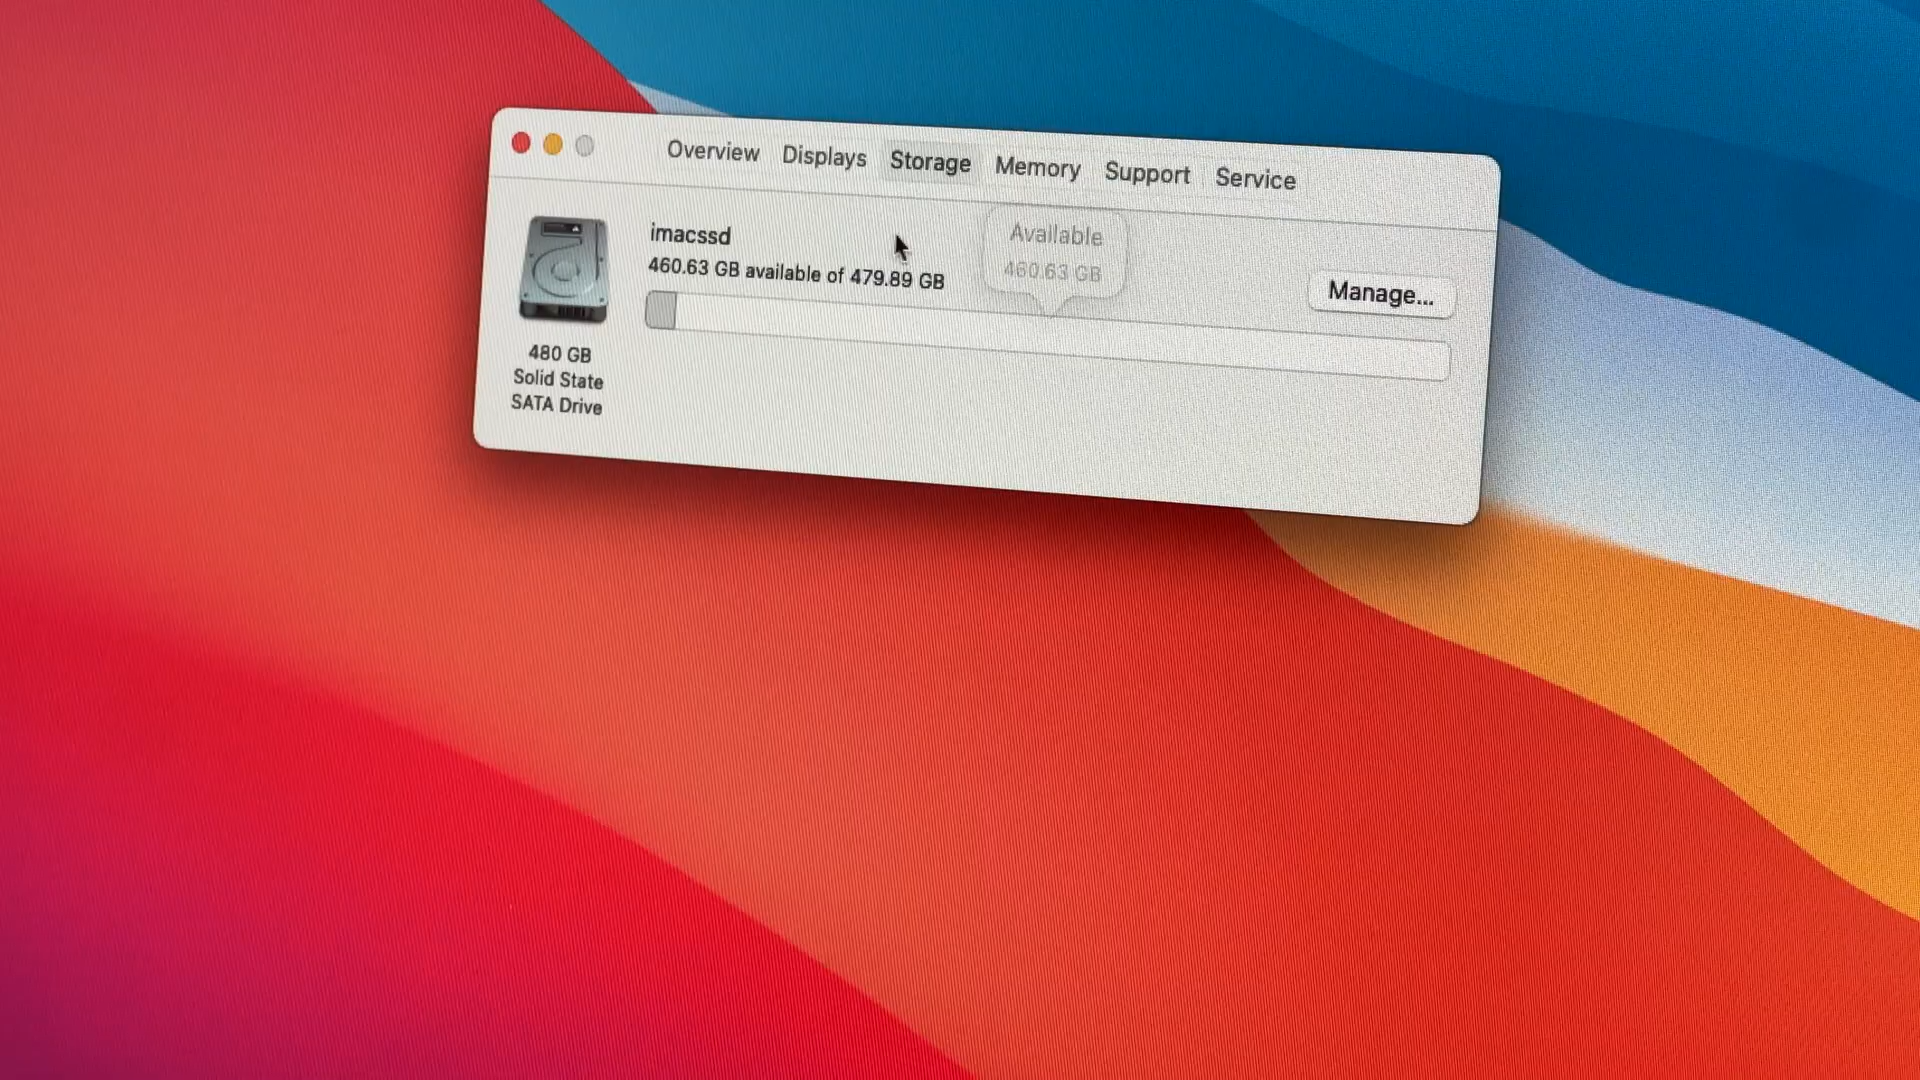 Overview Displays Storage Memory Support Service
imacssd
460.63 GB available of 479.89 GB
Available
460.63 GB
Manage...
480 GB
Solid State
SATA Drive